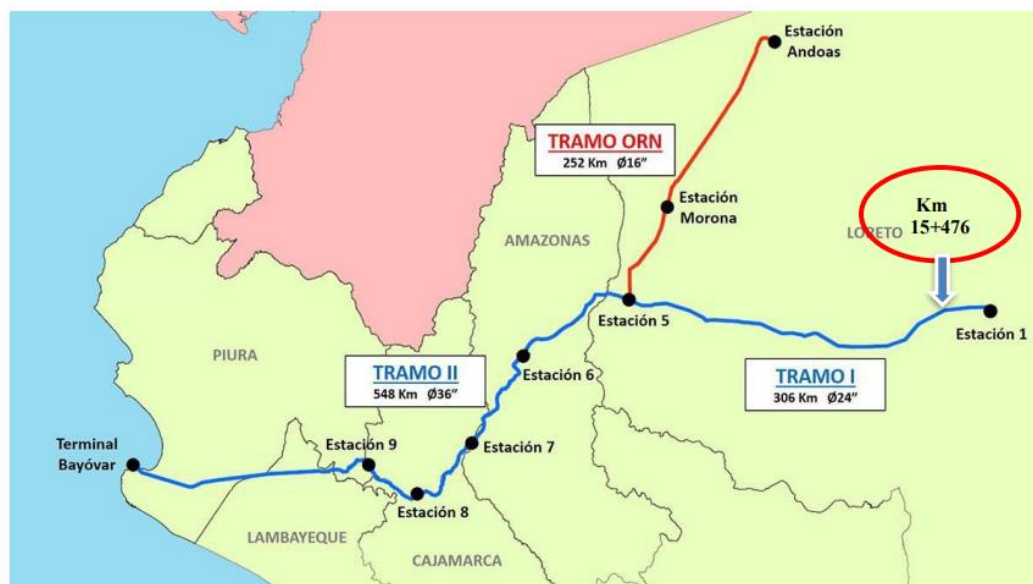 Estación
Andoas
TRAMO ORN
252 Km Ø16"
Estación
Morona
Km
15+476
LORETO
AMAZONAS
Estación 5
Estación 1
PIURA
TRAMO II
548 Km Ø36"
Estación 6
TRAMO I
306 Km Ø24"
Terminal
Bayóvar
Estación 9
Estación 7
Estación 8
LAMBAYEQUE
CAJAMARCA